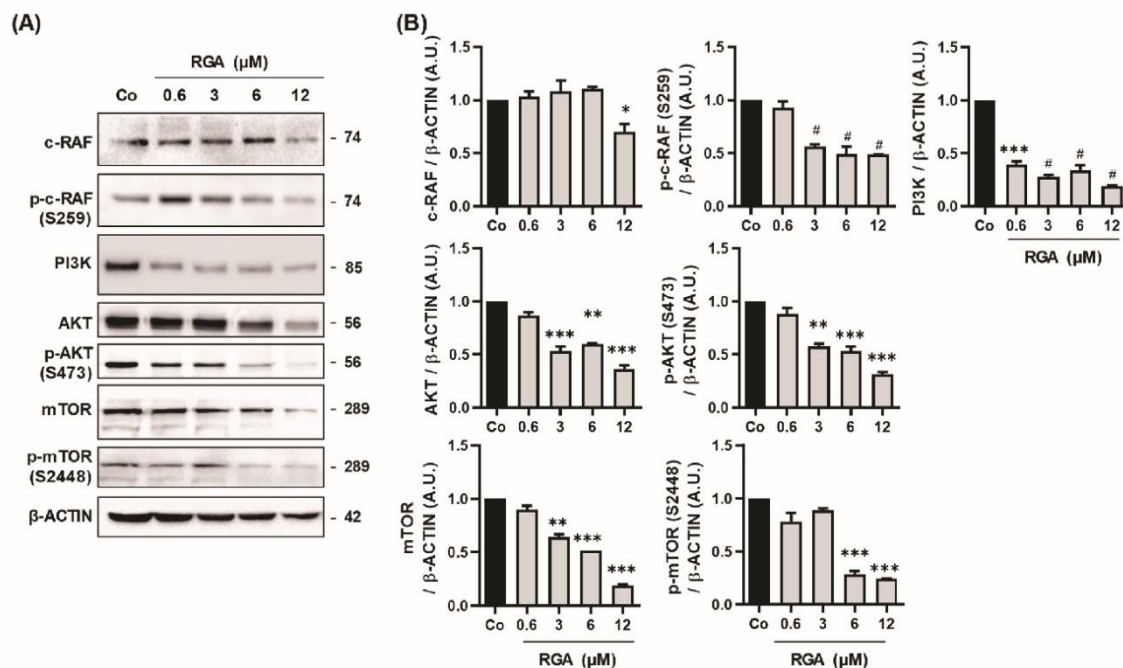 (A)
RGA (µM)
Co 0.6 3 6 12
c-RAF - 74
p-c-RAF - 74
(S259)
PI3K - 85
AKT - 56
p-AKT - 56
(S473)
mTOR - 289
p-mTOR - 289
(S2448)
β-ACTIN - 42
(B)
c-RAF / β-ACTIN (A.U.)
1.5
1.0
0.5
0.0
*
Co 0.6 3 6 12
p-c-RAF (S259)
/ β-ACTIN (A.U.)
1.5
1.0
0.5
0.0
# # #
Co 0.6 3 6 12
PI3K / β-ACTIN (A.U.)
1.5
1.0
0.5
0.0
*** # # #
Co 0.6 3 6 12
RGA (µM)
AKT / β-ACTIN (A.U.)
1.5
1.0
0.5
0.0
*** ** ***
Co 0.6 3 6 12
p-AKT (S473)
/ β-ACTIN (A.U.)
1.5
1.0
0.5
0.0
** *** ***
Co 0.6 3 6 12
mTOR
/ β-ACTIN (A.U.)
1.5
1.0
0.5
0.0
** *** ***
Co 0.6 3 6 12
RGA (µM)
p-mTOR (S2448)
/ β-ACTIN (A.U.)
1.5
1.0
0.5
0.0
*** ***
Co 0.6 3 6 12
RGA (µM)